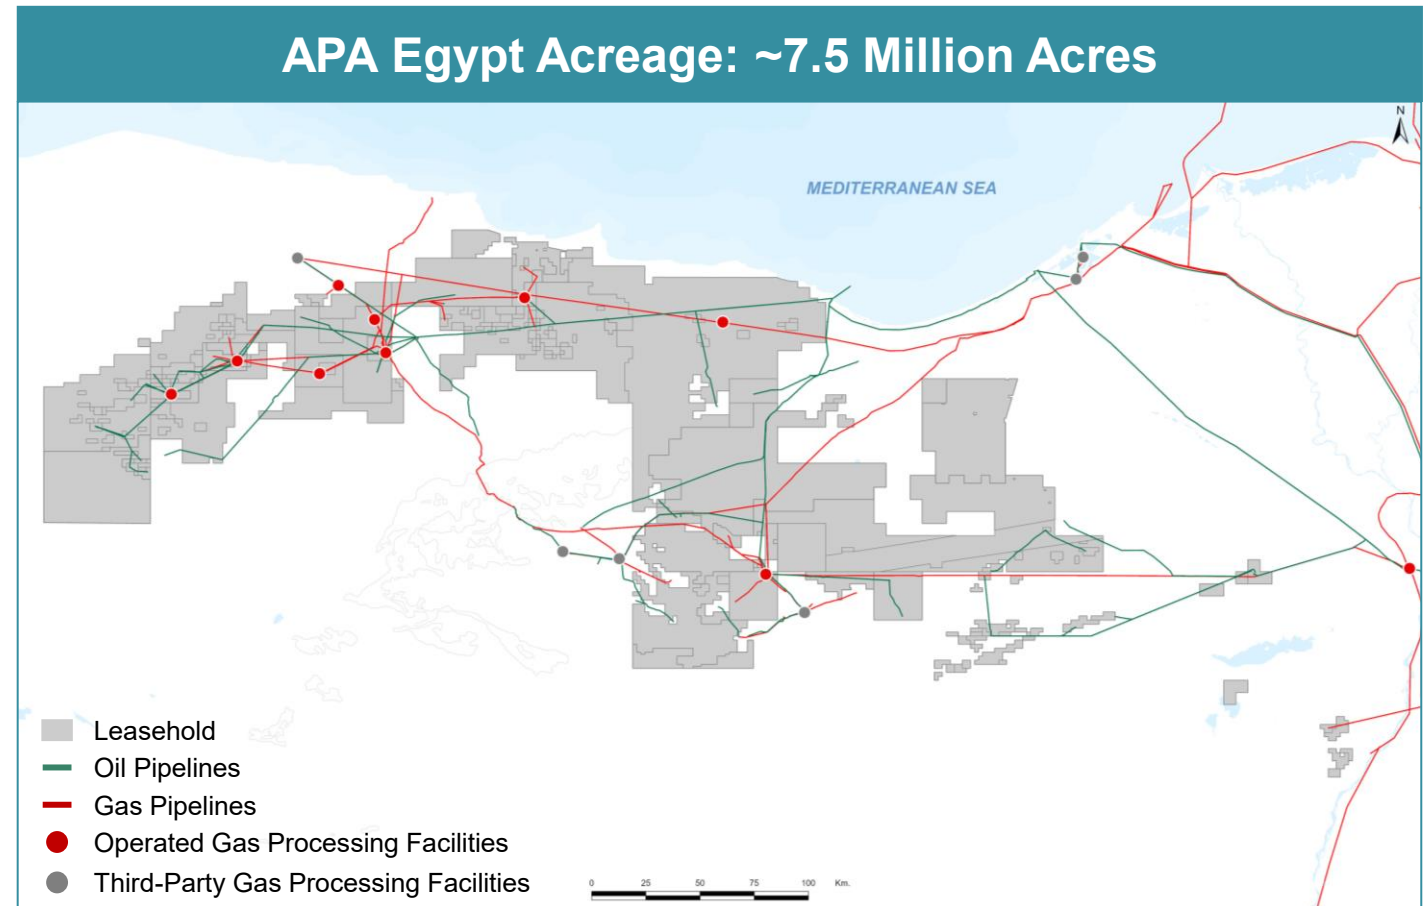 APA Egypt Acreage: ~7.5 Million Acres
N
MEDITERRANEAN SEA
Leasehold
Oil Pipelines
Gas Pipelines
Operated Gas Processing Facilities
Third-Party Gas Processing Facilities
0 25 50 75 100 Km.